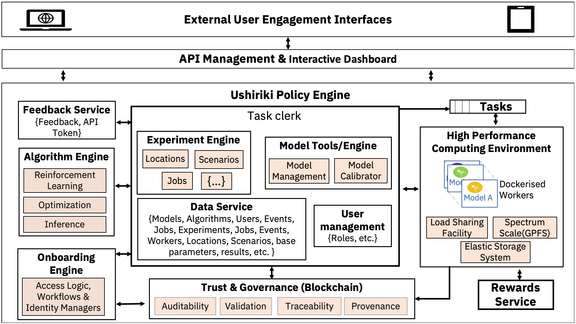 External User Engagement Interfaces
API Management & Interactive Dashboard
Ushiriki Policy Engine
Feedback Service
{Feedback, API
Token}
Algorithm Engine
Reinforcement
Learning
Optimization
Inference
Onboarding
Engine
Access Logic,
Workflows &
Identity Managers
Task clerk
Experiment Engine
Locations
Scenarios
Jobs
{...}
Model Tools/Engine
Model
Management
Model
Calibrator
Data Service
{Models, Algorithms, Users, Events,
Jobs, Experiments, Jobs, Events,
Workers, Locations, Scenarios, base
parameters, results, etc. }
User
management
{Roles, etc.}
Trust & Governance (Blockchain)
Auditability
Validation
Traceability
Provenance
Tasks
High Performance
Computing Environment
Model A
Dockerised
Workers
Load Sharing
Facility
Spectrum
Scale(GPFS)
Elastic Storage
System
Rewards
Service